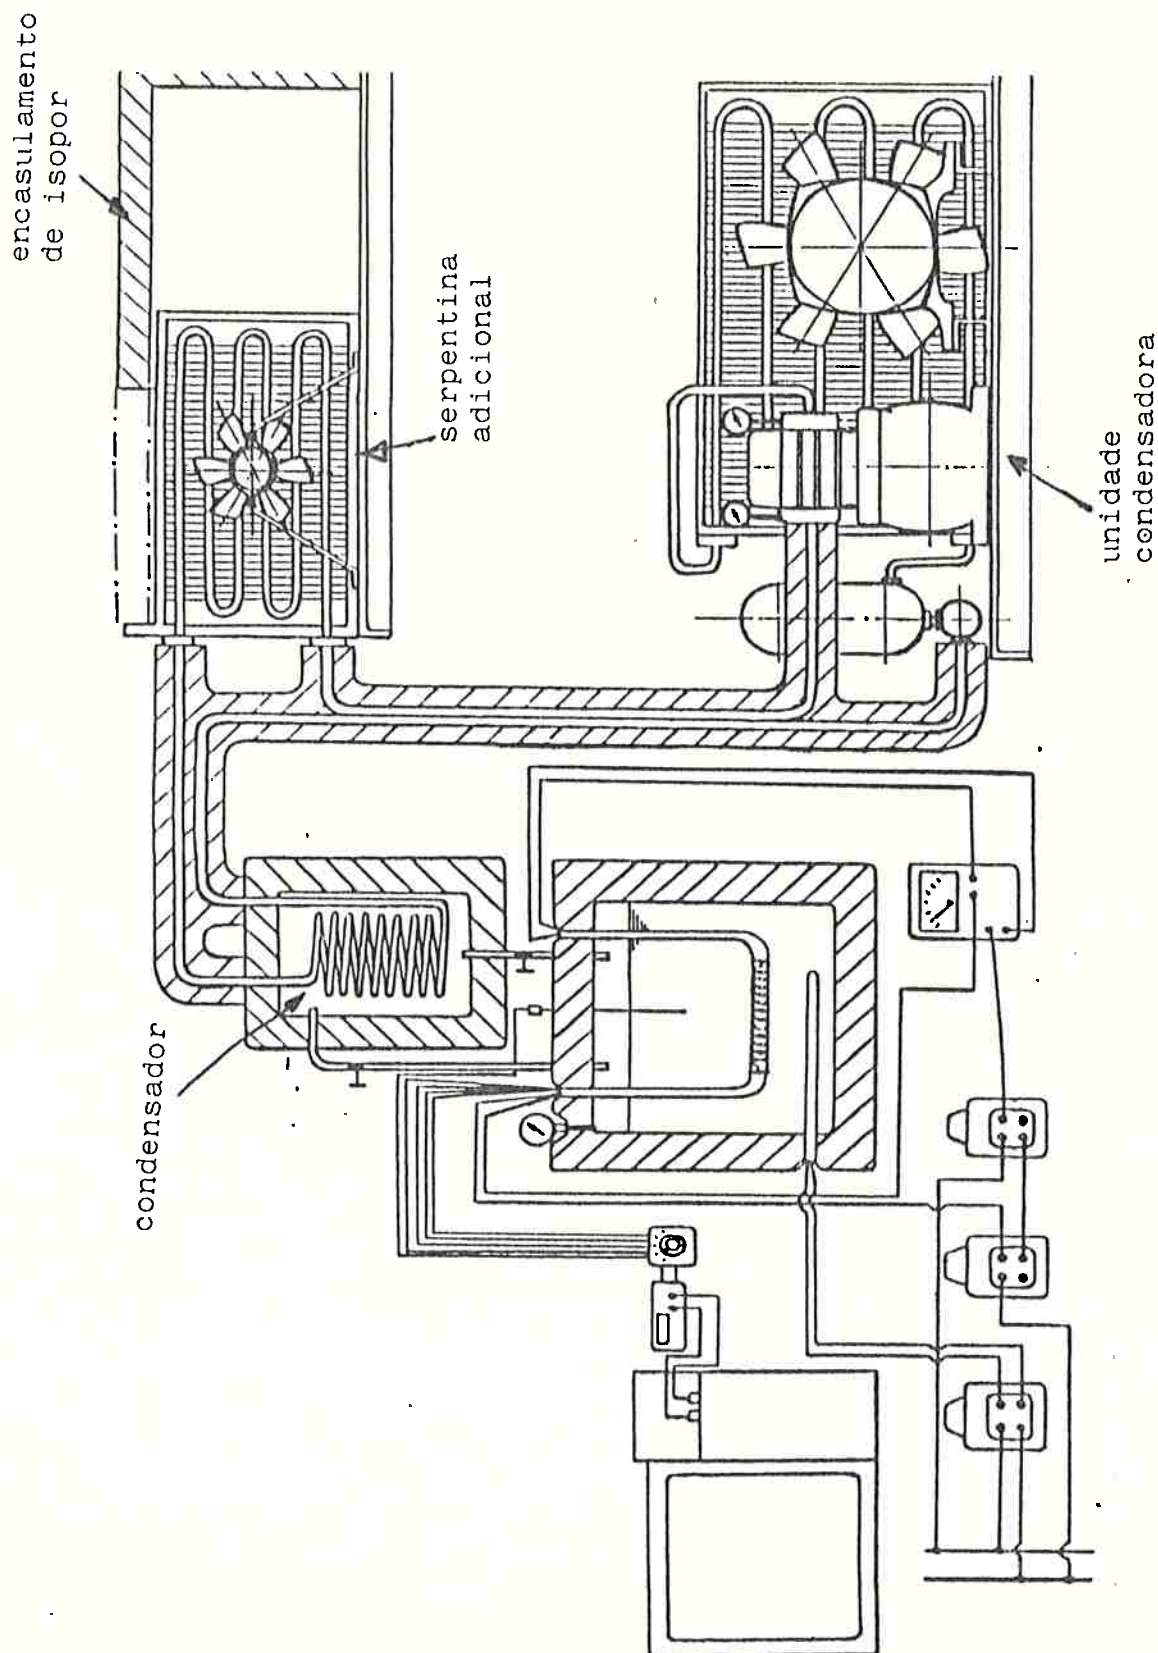 encasulamento
de isopor
serpentina
adicional
unidade
condensadora
condensador